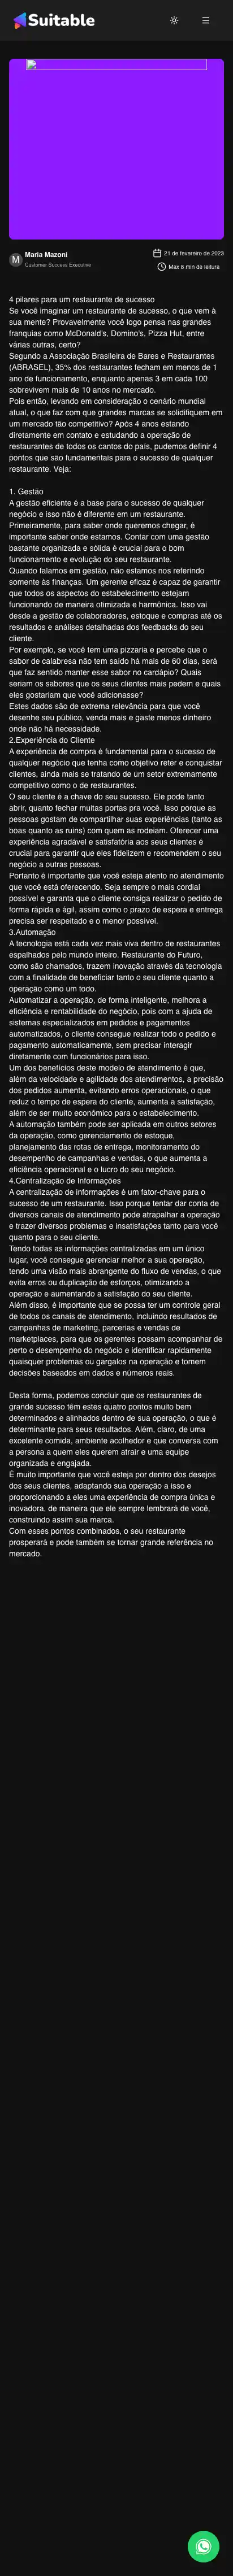 Suitable
M
Maria Mazoni
Customer Success Executive
21 de fevereiro de 2023
Max 8 min de leitura
4 pilares para um restaurante de sucesso
Se você imaginar um restaurante de sucesso, o que vem à
sua mente? Provavelmente você logo pensa nas grandes
franquias como McDonald's, Domino's, Pizza Hut, entre
várias outras, certo?
Segundo a Associação Brasileira de Bares e Restaurantes
(ABRASEL), 35% dos restaurantes fecham em menos de 1
ano de funcionamento, enquanto apenas 3 em cada 100
sobrevivem mais de 10 anos no mercado.
Pois então, levando em consideração o cenário mundial
atual, o que faz com que grandes marcas se solidifiquem em
um mercado tão competitivo? Após 4 anos estando
diretamente em contato e estudando a operação de
restaurantes de todos os cantos do país, pudemos definir 4
pontos que são fundamentais para o sucesso de qualquer
restaurante. Veja:
1. Gestão
A gestão eficiente é a base para o sucesso de qualquer
negócio e isso não é diferente em um restaurante.
Primeiramente, para saber onde queremos chegar, é
importante saber onde estamos. Contar com uma gestão
bastante organizada e sólida é crucial para o bom
funcionamento e evolução do seu restaurante.
Quando falamos em gestão, não estamos nos referindo
somente às finanças. Um gerente eficaz é capaz de garantir
que todos os aspectos do estabelecimento estejam
funcionando de maneira otimizada e harmônica. Isso vai
desde a gestão de colaboradores, estoque e compras até os
resultados e análises detalhadas dos feedbacks do seu
cliente.
Por exemplo, se você tem uma pizzaria e percebe que o
sabor de calabresa não tem saído há mais de 60 dias, será
que faz sentido manter esse sabor no cardápio? Quais
seriam os sabores que os seus clientes mais pedem e quais
eles gostariam que você adicionasse?
Estes dados são de extrema relevância para que você
desenhe seu público, venda mais e gaste menos dinheiro
onde não há necessidade.
2.Experiência do Cliente
A experiência de compra é fundamental para o sucesso de
qualquer negócio que tenha como objetivo reter e conquistar
clientes, ainda mais se tratando de um setor extremamente
competitivo como o de restaurantes.
O seu cliente é a chave do seu sucesso. Ele pode tanto
abrir, quanto fechar muitas portas pra você. Isso porque as
pessoas gostam de compartilhar suas experiências (tanto as
boas quanto as ruins) com quem as rodeiam. Oferecer uma
experiência agradável e satisfatória aos seus clientes é
crucial para garantir que eles fidelizem e recomendem o seu
negócio a outras pessoas.
Portanto é importante que você esteja atento no atendimento
que você está oferecendo. Seja sempre o mais cordial
possível e garanta que o cliente consiga realizar o pedido de
forma rápida e ágil, assim como o prazo de espera e entrega
precisa ser respeitado e o menor possível.
3.Automação
A tecnologia está cada vez mais viva dentro de restaurantes
espalhados pelo mundo inteiro. Restaurante do Futuro,
como são chamados, trazem inovação através da tecnologia
com a finalidade de beneficiar tanto o seu cliente quanto a
operação como um todo.
Automatizar a operação, de forma inteligente, melhora a
eficiência e rentabilidade do negócio, pois com a ajuda de
sistemas especializados em pedidos e pagamentos
automatizados, o cliente consegue realizar todo o pedido e
pagamento automaticamente, sem precisar interagir
diretamente com funcionários para isso.
Um dos benefícios deste modelo de atendimento é que,
além da velocidade e agilidade dos atendimentos, a precisão
dos pedidos aumenta, evitando erros operacionais, o que
reduz o tempo de espera do cliente, aumenta a satisfação,
além de ser muito econômico para o estabelecimento.
A automação também pode ser aplicada em outros setores
da operação, como gerenciamento de estoque,
planejamento das rotas de entrega, monitoramento do
desempenho de campanhas e vendas, o que aumenta a
eficiência operacional e o lucro do seu negócio.
4.Centralização de Informações
A centralização de informações é um fator-chave para o
sucesso de um restaurante. Isso porque tentar dar conta de
diversos canais de atendimento pode atrapalhar a operação
e trazer diversos problemas e insatisfações tanto para você
quanto para o seu cliente.
Tendo todas as informações centralizadas em um único
lugar, você consegue gerenciar melhor a sua operação,
tendo uma visão mais abrangente do fluxo de vendas, o que
evita erros ou duplicação de esforços, otimizando a
operação e aumentando a satisfação do seu cliente.
Além disso, é importante que se possa ter um controle geral
de todos os canais de atendimento, incluindo resultados de
campanhas de marketing, parcerias e vendas de
marketplaces, para que os gerentes possam acompanhar de
perto o desempenho do negócio e identificar rapidamente
quaisquer problemas ou gargalos na operação e tomem
decisões baseados em dados e números reais.
Desta forma, podemos concluir que os restaurantes de
grande sucesso têm estes quatro pontos muito bem
determinados e alinhados dentro de sua operação, o que é
determinante para seus resultados. Além, claro, de uma
excelente comida, ambiente acolhedor e que conversa com
a persona a quem eles querem atrair e uma equipe
organizada e engajada.
É muito importante que você esteja por dentro dos desejos
dos seus clientes, adaptando sua operação a isso e
proporcionando a eles uma experiência de compra única e
inovadora, de maneira que ele sempre lembrará de você,
construindo assim sua marca.
Com esses pontos combinados, o seu restaurante
prosperará e pode também se tornar grande referência no
mercado.